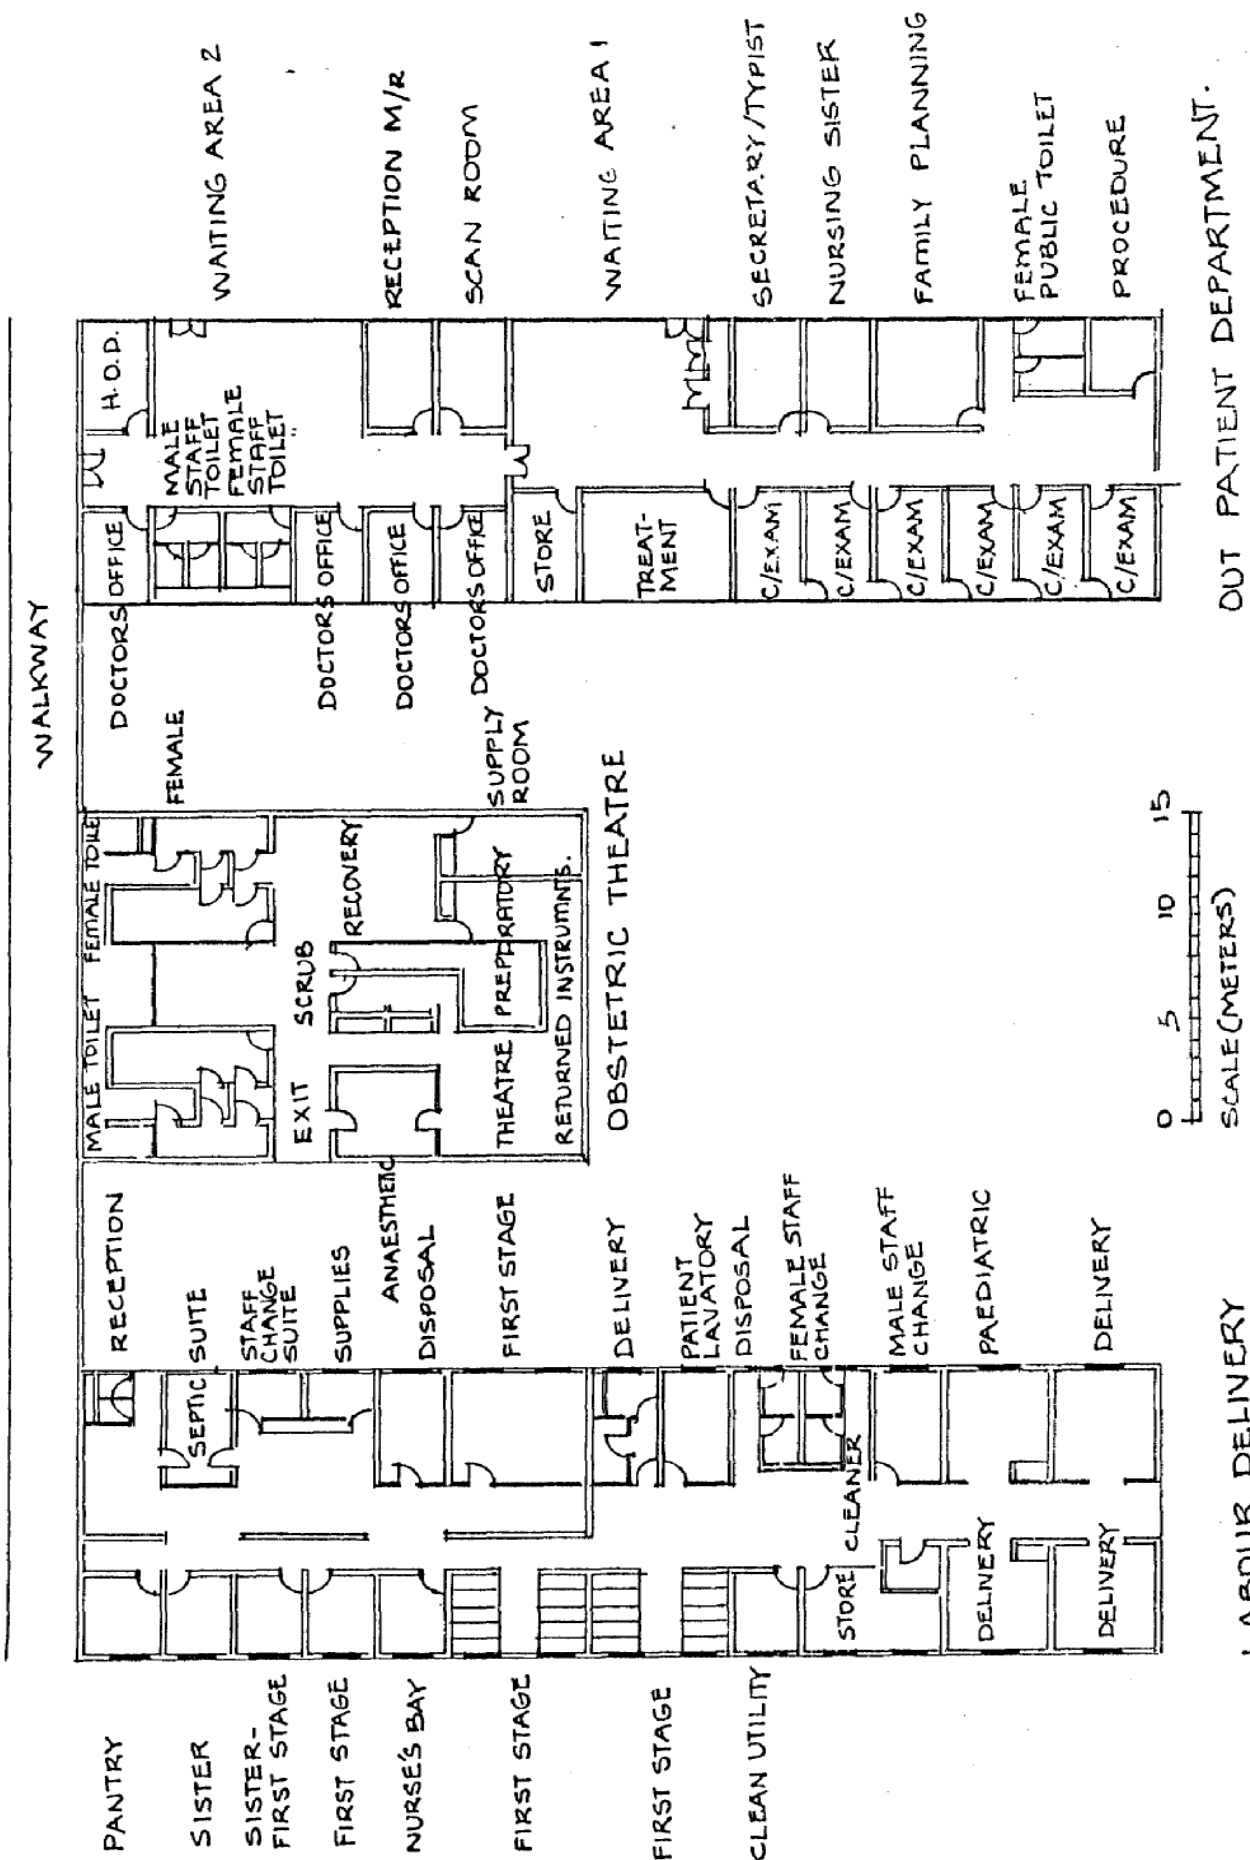 WALKWAY
PANTRY
SISTER
SISTER-
FIRST STAGE
FIRST STAGE
NURSE'S BAY
FIRST STAGE
FIRST STAGE
CLEAN UTILITY
STORE
CLEANER
DELIVERY
DELIVERY
SEPTIC
RECEPTION
SUITE
STAFF
CHANGE
SUITE
SUPPLIES
DISPOSAL
FIRST STAGE
DELIVERY
PATIENT
LAVATORY
DISPOSAL
FEMALE STAFF
CHANGE
MALE STAFF
CHANGE
PAEDIATRIC
DELIVERY
LABOUR DELIVERY
MALE TOILET
FEMALE TOILE
FEMALE
EXIT
SCRUB
RECOVERY
ANAESTHETIC
THEATRE
PREPORATORY
SUPPLY
ROOM
RETURNED INSTRUMNTS.
OBSTETRIC THEATRE
0 5 10 15
SCALE(METERS)
DOCTORS OFFICE
H.O.D.
MALE
STAFF
TOILET
FEMALE
STAFF
TOILET
DOCTORS OFFICE
DOCTORS OFFICE
DOCTORS OFFICE
STORE
TREAT-
MENT
C/EXAM
C/EXAM
C/EXAM
C/EXAM
C/EXAM
C/EXAM
WAITING AREA 2
RECEPTION M/R
SCAN ROOM
WAITING AREA 1
SECRETARY/TYPIST
NURSING SISTER
FAMILY PLANNING
FEMALE
PUBLIC TOILET
PROCEDURE
OUT PATIENT DEPARTMENT.